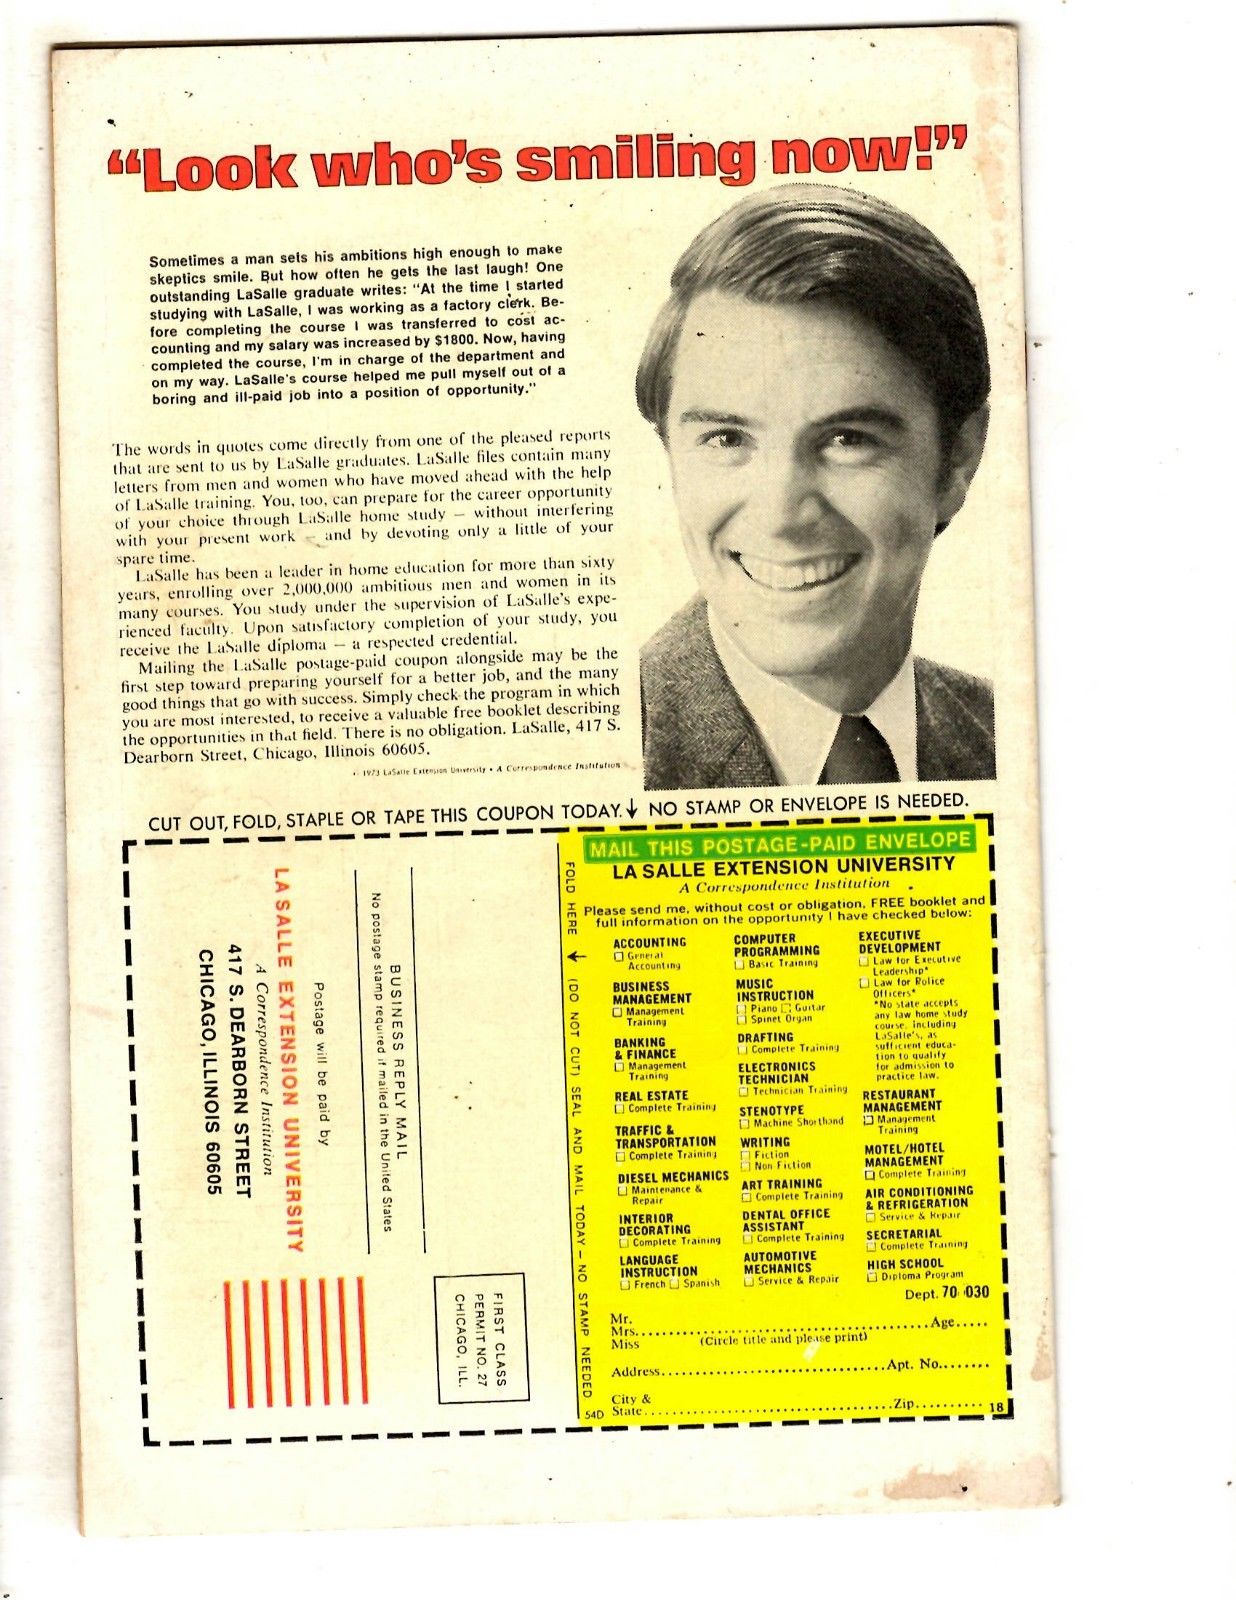 “Look who's smiling now!”
Sometimes a man sets his ambitions high enough to make
skeptics smile. But how often he gets the last laugh! One
outstanding LaSalle graduate writes: "At the time I started
studying with LaSalle, I was working as a factory clerk. Be-
fore completing the course I was transferred to cost ac-
counting and my salary was increased by $1800. Now, having
completed the course, I'm in charge of the department and
on my way. LaSalle's course helped me pull myself out of a
boring and ill-paid job into a position of opportunity."
The words in quotes come directly from one of the pleased reports
that are sent to us by LaSalle graduates. LaSalle files contain many
letters from men and women who have moved ahead with the help
of LaSalle training. You, too, can prepare for the career opportunity
of your choice through LaSalle home study – without interfering
with your present work – and by devoting only a little of your
spare time.
LaSalle has been a leader in home education for more than sixty
years, enrolling over 2,000,000 ambitious men and women in its
many courses. You study under the supervision of LaSalle's expe-
rienced faculty. Upon satisfactory completion of your study, you
receive the LaSalle diploma – a respected credential.
Mailing the LaSalle postage-paid coupon alongside may be the
first step toward preparing yourself for a better job, and the many
good things that go with success. Simply check the program in which
you are most interested, to receive a valuable free booklet describing
the opportunities in that field. There is no obligation. LaSalle, 417 S.
Dearborn Street, Chicago, Illinois 60605.
© 1973 LaSalle Extension University • A Correspondence Institution
CUT OUT, FOLD, STAPLE OR TAPE THIS COUPON TODAY. ↓ NO STAMP OR ENVELOPE IS NEEDED.
FIRST CLASS
PERMIT NO. 27
CHICAGO, ILL.
BUSINESS REPLY MAIL
No postage stamp required if mailed in the United States
Postage will be paid by
LA SALLE EXTENSION UNIVERSITY
A Correspondence Institution
417 S. DEARBORN STREET
CHICAGO, ILLINOIS 60605
FOLD HERE ↓ (DO NOT CUT) SEAL AND MAIL TODAY – NO STAMP NEEDED
MAIL THIS POSTAGE-PAID ENVELOPE
LA SALLE EXTENSION UNIVERSITY
A Correspondence Institution
Please send me, without cost or obligation, FREE booklet and
full information on the opportunity I have checked below:
ACCOUNTING
☐ General
Accounting
BUSINESS
MANAGEMENT
☐ Management
Training
BANKING
& FINANCE
☐ Management
Training
REAL ESTATE
☐ Complete Training
TRAFFIC &
TRANSPORTATION
☐ Complete Training
DIESEL MECHANICS
☐ Maintenance &
Repair
INTERIOR
DECORATING
☐ Complete Training
LANGUAGE
INSTRUCTION
☐ French ☐ Spanish
COMPUTER
PROGRAMMING
☐ Basic Training
MUSIC
INSTRUCTION
☐ Piano ☐ Guitar
☐ Spinet Organ
DRAFTING
☐ Complete Training
ELECTRONICS
TECHNICIAN
☐ Technician Training
STENOTYPE
☐ Machine Shorthand
WRITING
☐ Fiction
☐ Non Fiction
ART TRAINING
☐ Complete Training
DENTAL OFFICE
ASSISTANT
☐ Complete Training
AUTOMOTIVE
MECHANICS
☐ Service & Repair
EXECUTIVE
DEVELOPMENT
☐ Law for Executive
Leadership*
☐ Law for Police
Officers*
*No state accepts
any law home study
course, including
LaSalle's, as
sufficient educa-
tion to qualify
for admission to
practice law.
RESTAURANT
MANAGEMENT
☐ Management
Training
MOTEL/HOTEL
MANAGEMENT
☐ Complete Training
AIR CONDITIONING
& REFRIGERATION
☐ Service & Repair
SECRETARIAL
☐ Complete Training
HIGH SCHOOL
☐ Diploma Program
Dept. 70-030
Mr.
Mrs. Age
Miss (Circle title and please print)
Address Apt. No.
City &
State Zip
54D 18